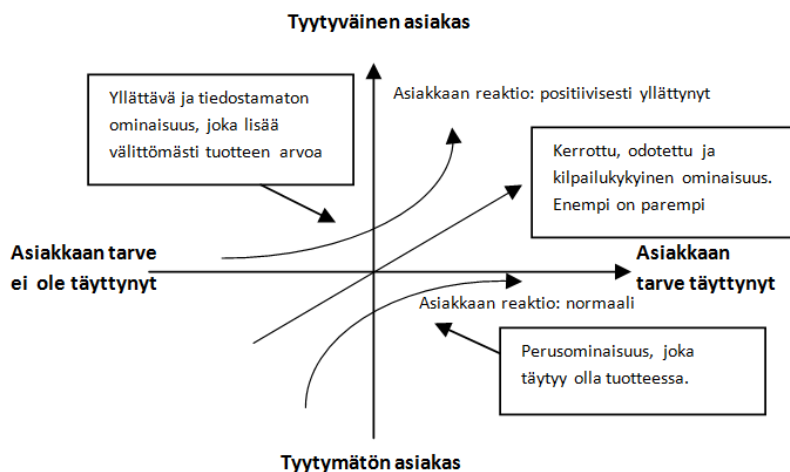 Tyytyväinen asiakas
Yllättävä ja tiedostamaton
ominaisuus, joka lisää
välittömästi tuotteen arvoa
Asiakkaan reaktio: positiivisesti yllättynyt
Kerrottu, odotettu ja
kilpailukykyinen ominaisuus.
Enempi on parempi
Asiakkaan tarve
ei ole täyttynyt
Asiakkaan
tarve täyttynyt
Asiakkaan reaktio: normaali
Perusominaisuus, joka
täytyy olla tuotteessa.
Tyytymätön asiakas